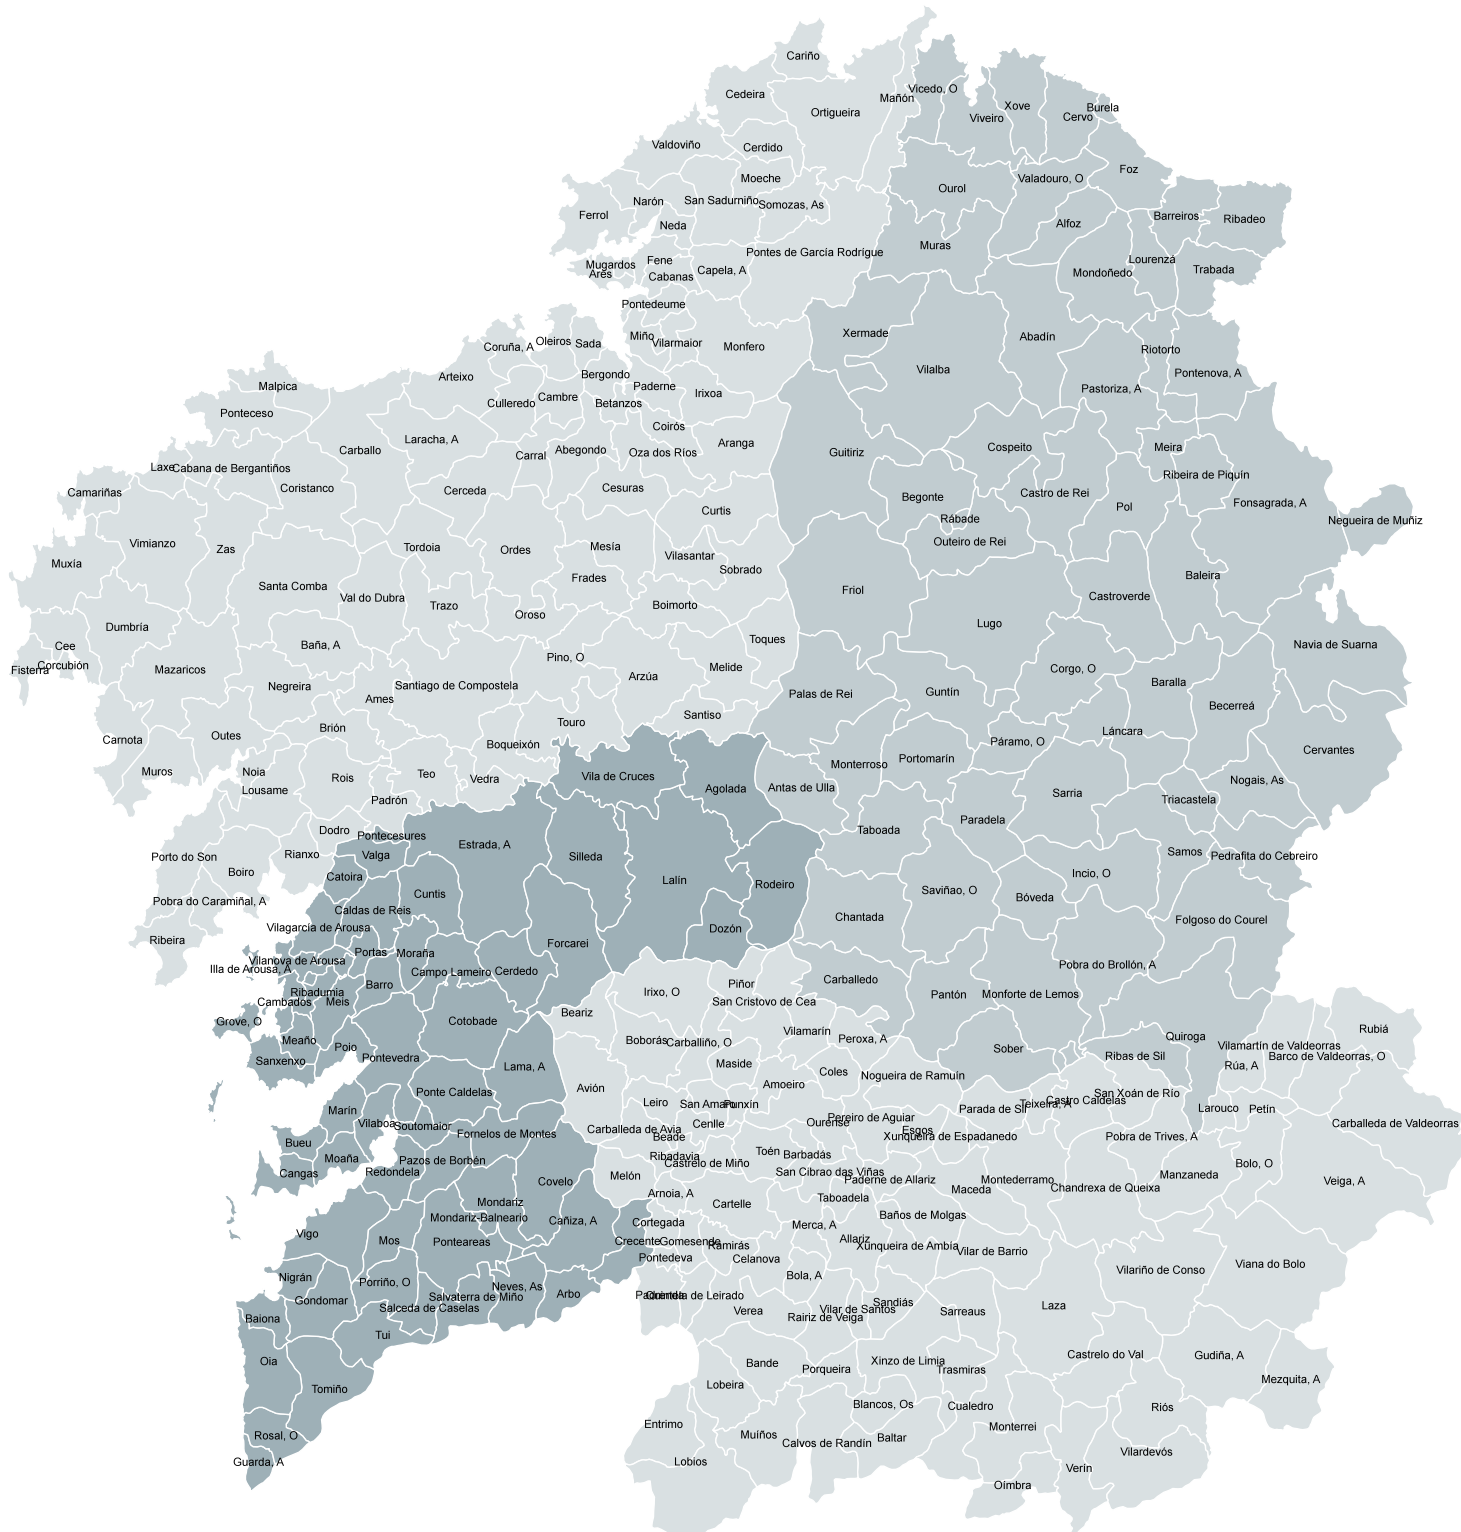 Cariño
Cedeira
Ortigueira
Mañón
Vicedo, O
Viveiro
Xove
Burela
Cervo
Valdoviño
Cerdido
Moeche
Foz
Valadouro, O
Ourol
San Sadurniño
Somozas, As
Narón
Ferrol
Neda
Alfoz
Barreiros
Ribadeo
Muras
Pontes de García Rodrígue
Fene
Mugardos
Ares
Cabanas
Capela, A
Lourenzá
Mondoñedo
Trabada
Pontedeume
Miño
Vilarmaior
Monfero
Xermade
Abadín
Riotorto
Coruña, A
Oleiros
Sada
Vilalba
Pontenova, A
Arteixo
Bergondo
Paderne
Irixoa
Pastoriza, A
Malpica
Ponteceso
Culleredo
Cambre
Betanzos
Coirós
Aranga
Laracha, A
Carballo
Carral
Abegondo
Oza dos Ríos
Guitiriz
Cospeito
Meira
Laxe
Cabana de Bergantiños
Ribeira de Piquín
Camariñas
Coristanco
Cerceda
Cesuras
Begonte
Castro de Rei
Pol
Fonsagrada, A
Curtis
Rábade
Negueira de Muñiz
Vimianzo
Zas
Tordoia
Ordes
Mesía
Vilasantar
Outeiro de Rei
Muxía
Sobrado
Frades
Baleira
Santa Comba
Val do Dubra
Trazo
Oroso
Boimorto
Friol
Castroverde
Dumbría
Lugo
Toques
Cee
Baña, A
Navia de Suarna
Fisterra
Corcubión
Mazaricos
Pino, O
Melide
Corgo, O
Negreira
Ames
Santiago de Compostela
Arzúa
Palas de Rei
Guntín
Baralla
Becerreá
Santiso
Touro
Carnota
Outes
Brión
Boqueixón
Páramo, O
Láncara
Cervantes
Muros
Noia
Lousame
Rois
Teo
Vedra
Vila de Cruces
Agolada
Antas de Ulla
Monterroso
Portomarín
Nogais, As
Sarria
Triacastela
Padrón
Dodro
Pontecesures
Estrada, A
Taboada
Paradela
Porto do Son
Rianxo
Valga
Silleda
Samos
Pedrafita do Cebreiro
Boiro
Catoira
Cuntis
Lalín
Rodeiro
Saviñao, O
Bóveda
Incio, O
Pobra do Caramiñal, A
Caldas de Reis
Chantada
Folgoso do Courel
Vilagarcia de Arousa
Dozón
Ribeira
Forcarei
Portas
Moraña
Vilanova de Arousa
Illa de Arousa, A
Campo Lameiro
Cerdedo
Pobra do Brollón, A
Barro
Carballedo
Pantón
Monforte de Lemos
Piñor
Irixo, O
San Cristovo de Cea
Ribadumia
Cambados
Meis
Grove, O
Cotobade
Beariz
Vilamarín
Peroxa, A
Rubiá
Meaño
Poio
Boborás
Carballiño, O
Quiroga
Vilamartín de Valdeorras
Sober
Ribas de Sil
Barco de Valdeorras, O
Sanxenxo
Pontevedra
Lama, A
Maside
Rúa, A
Coles
Nogueira de Ramuín
Amoeiro
Avión
Ponte Caldelas
San Xoán de Río
Castro Caldelas
Teixeira, A
Leiro
San Amaro
Punxín
Parada de Sil
Larouco
Petín
Marín
Vilaboa
Soutomaior
Pereiro de Aguiar
Ourense
Cenlle
Carballeda de Valdeorras
Carballeda de Avia
Fornelos de Montes
Beade
Esgos
Xunqueira de Espadanedo
Pobra de Trives, A
Bueu
Moaña
Toén
Barbadás
Ribadavia
Castrelo de Miño
Pazos de Borbén
Bolo, O
Cangas
Redondela
San Cibrao das Viñas
Manzaneda
Melón
Covelo
Paderne de Allariz
Montederramo
Veiga, A
Maceda
Chandrexa de Queixa
Arnoia, A
Taboadela
Mondariz
Cartelle
Mondariz-Balneario
Cañiza, A
Cortegada
Merca, A
Baños de Molgas
Vigo
Mos
Ponteareas
Crecente
Gomesende
Ramirás
Allariz
Xunqueira de Ambía
Vilar de Barrio
Pontedeva
Celanova
Viana do Bolo
Vilariño de Conso
Nigrán
Porriño, O
Bola, A
Neves, As
Arbo
Padrenda
Quintela de Leirado
Gondomar
Salvaterra de Miño
Salceda de Caselas
Sandiás
Laza
Verea
Vilar de Santos
Rairiz de Veiga
Sarreaus
Baiona
Tui
Oia
Bande
Porqueira
Xinzo de Limia
Trasmiras
Castrelo do Val
Gudiña, A
Mezquita, A
Tomiño
Lobeira
Blancos, Os
Cualedro
Riós
Entrimo
Muíños
Calvos de Randín
Baltar
Monterrei
Rosal, O
Vilardevós
Guarda, A
Lobios
Verín
Oímbra